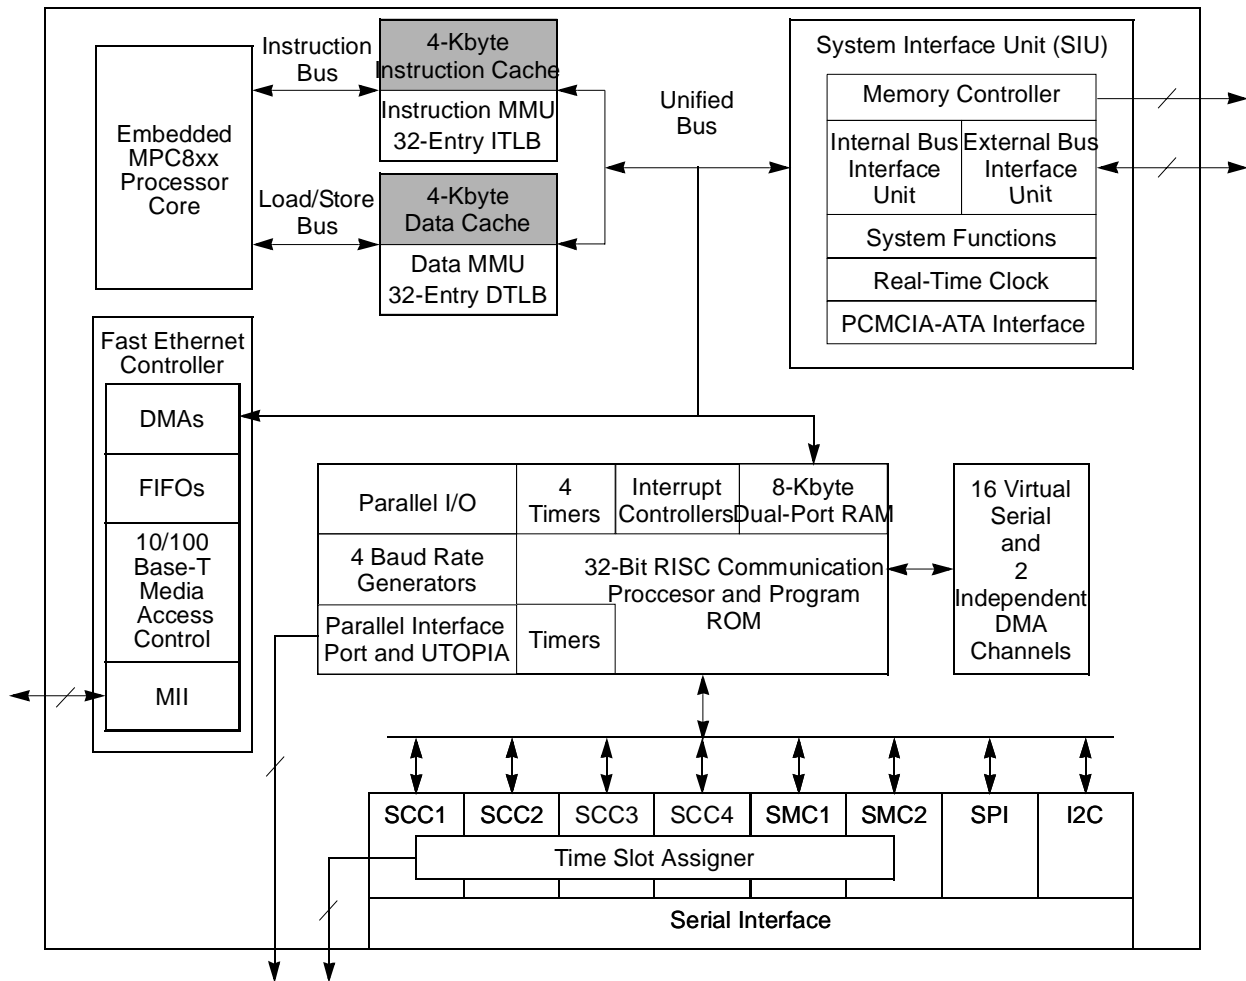 Instruction
Bus
4-Kbyte
Instruction Cache
Instruction MMU
32-Entry ITLB
Embedded
MPC8xx
Processor
Core
Load/Store
Bus
4-Kbyte
Data Cache
Data MMU
32-Entry DTLB
Unified
Bus
System Interface Unit (SIU)
Memory Controller
Internal Bus
Interface
Unit
External Bus
Interface
Unit
System Functions
Real-Time Clock
PCMCIA-ATA Interface
Fast Ethernet
Controller
DMAs
FIFOs
10/100
Base-T
Media
Access
Control
MII
Parallel I/O
4
Timers
Interrupt
Controllers
8-Kbyte
Dual-Port RAM
4 Baud Rate
Generators
32-Bit RISC Communication
Proccesor and Program
ROM
Parallel Interface
Port and UTOPIA
Timers
16 Virtual
Serial
and
2
Independent
DMA
Channels
SCC1
SCC2
SCC3
SCC4
SMC1
SMC2
SPI
I2C
Time Slot Assigner
Serial Interface